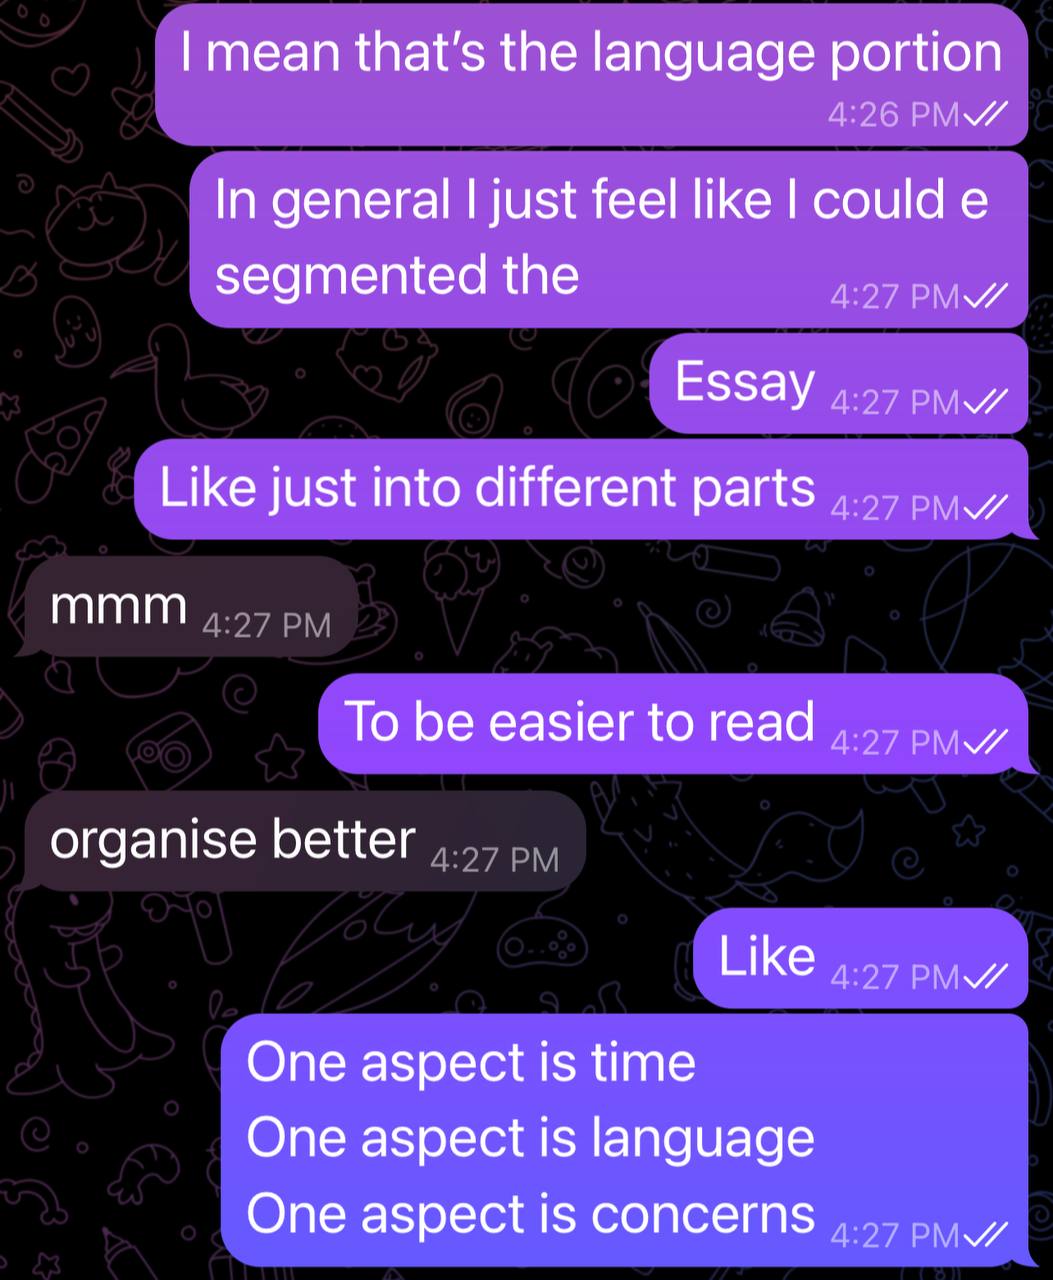 I mean that’s the language portion
4:26 PM
In general I just feel like I could e
segmented the
4:27 PM
Essay 4:27 PM
Like just into different parts 4:27 PM
mmm 4:27 PM
To be easier to read 4:27 PM
organise better 4:27 PM
Like 4:27 PM
One aspect is time
One aspect is language
One aspect is concerns 4:27 PM